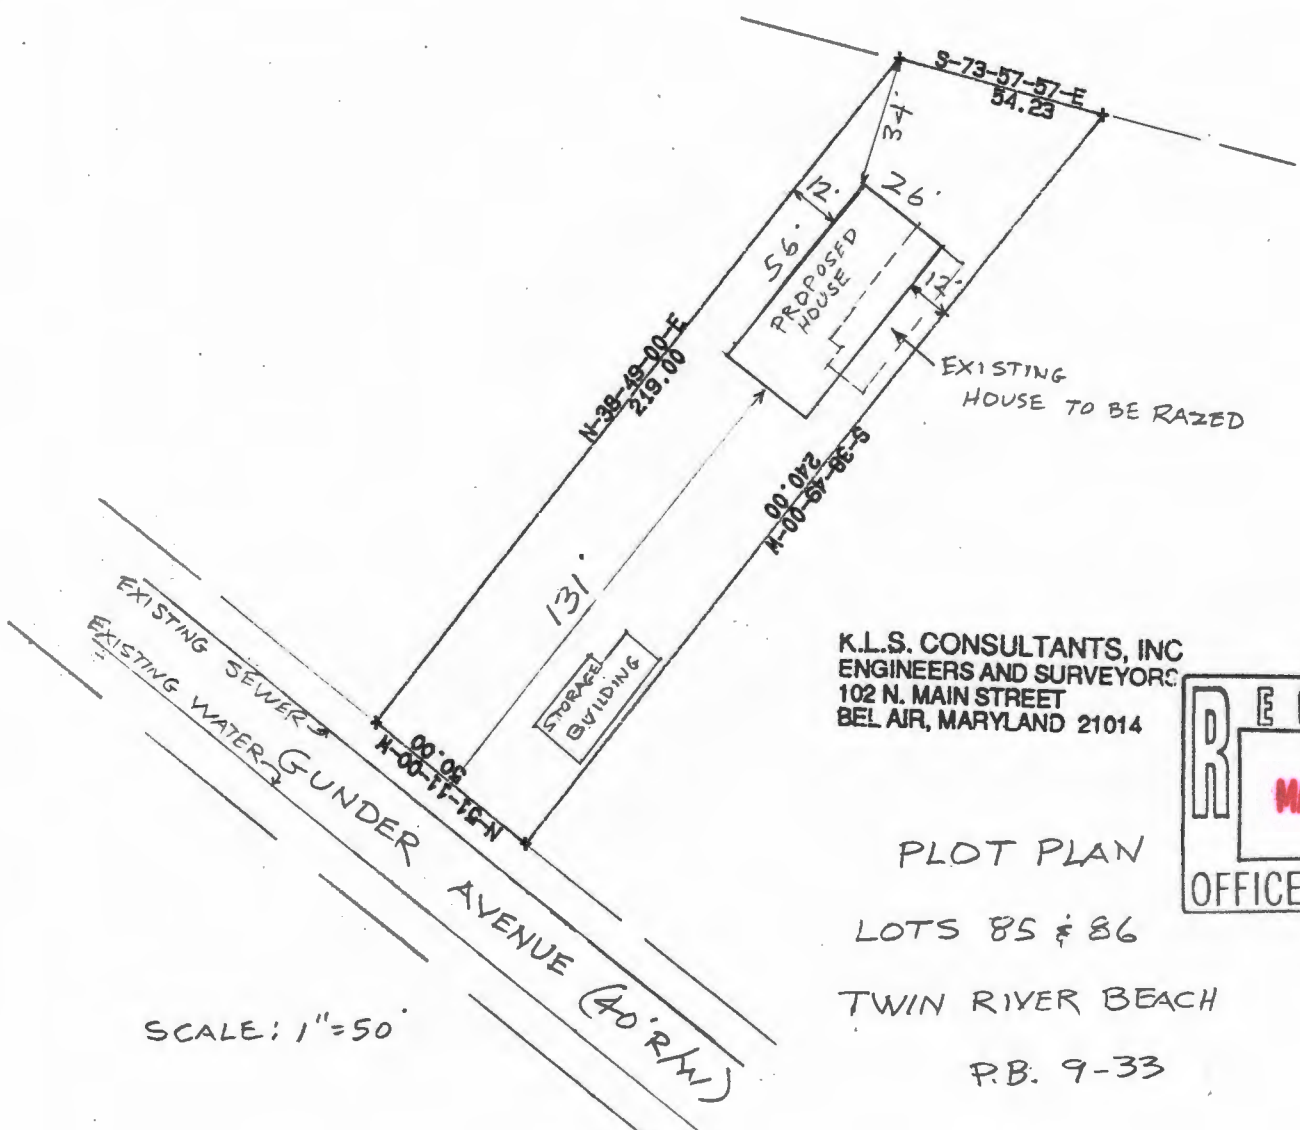 S-73-57-57-E
54.23
34'
12'
26'
56'
PROPOSED
HOUSE
12'
N-38-49-00-E
219.00
EXISTING
HOUSE TO BE RAZED
S-38-49-00-W
240.00
131'
STORAGE
BUILDING
EXISTING SEWER
EXISTING WATER
N-51-11-00-W
50.00
GUNDER AVENUE (40' R/W)
K.L.S. CONSULTANTS, INC
ENGINEERS AND SURVEYORS
102 N. MAIN STREET
BEL AIR, MARYLAND 21014
R E
OFFICE
PLOT PLAN
LOTS 85 & 86
TWIN RIVER BEACH
P.B. 9-33
SCALE: 1"=50'